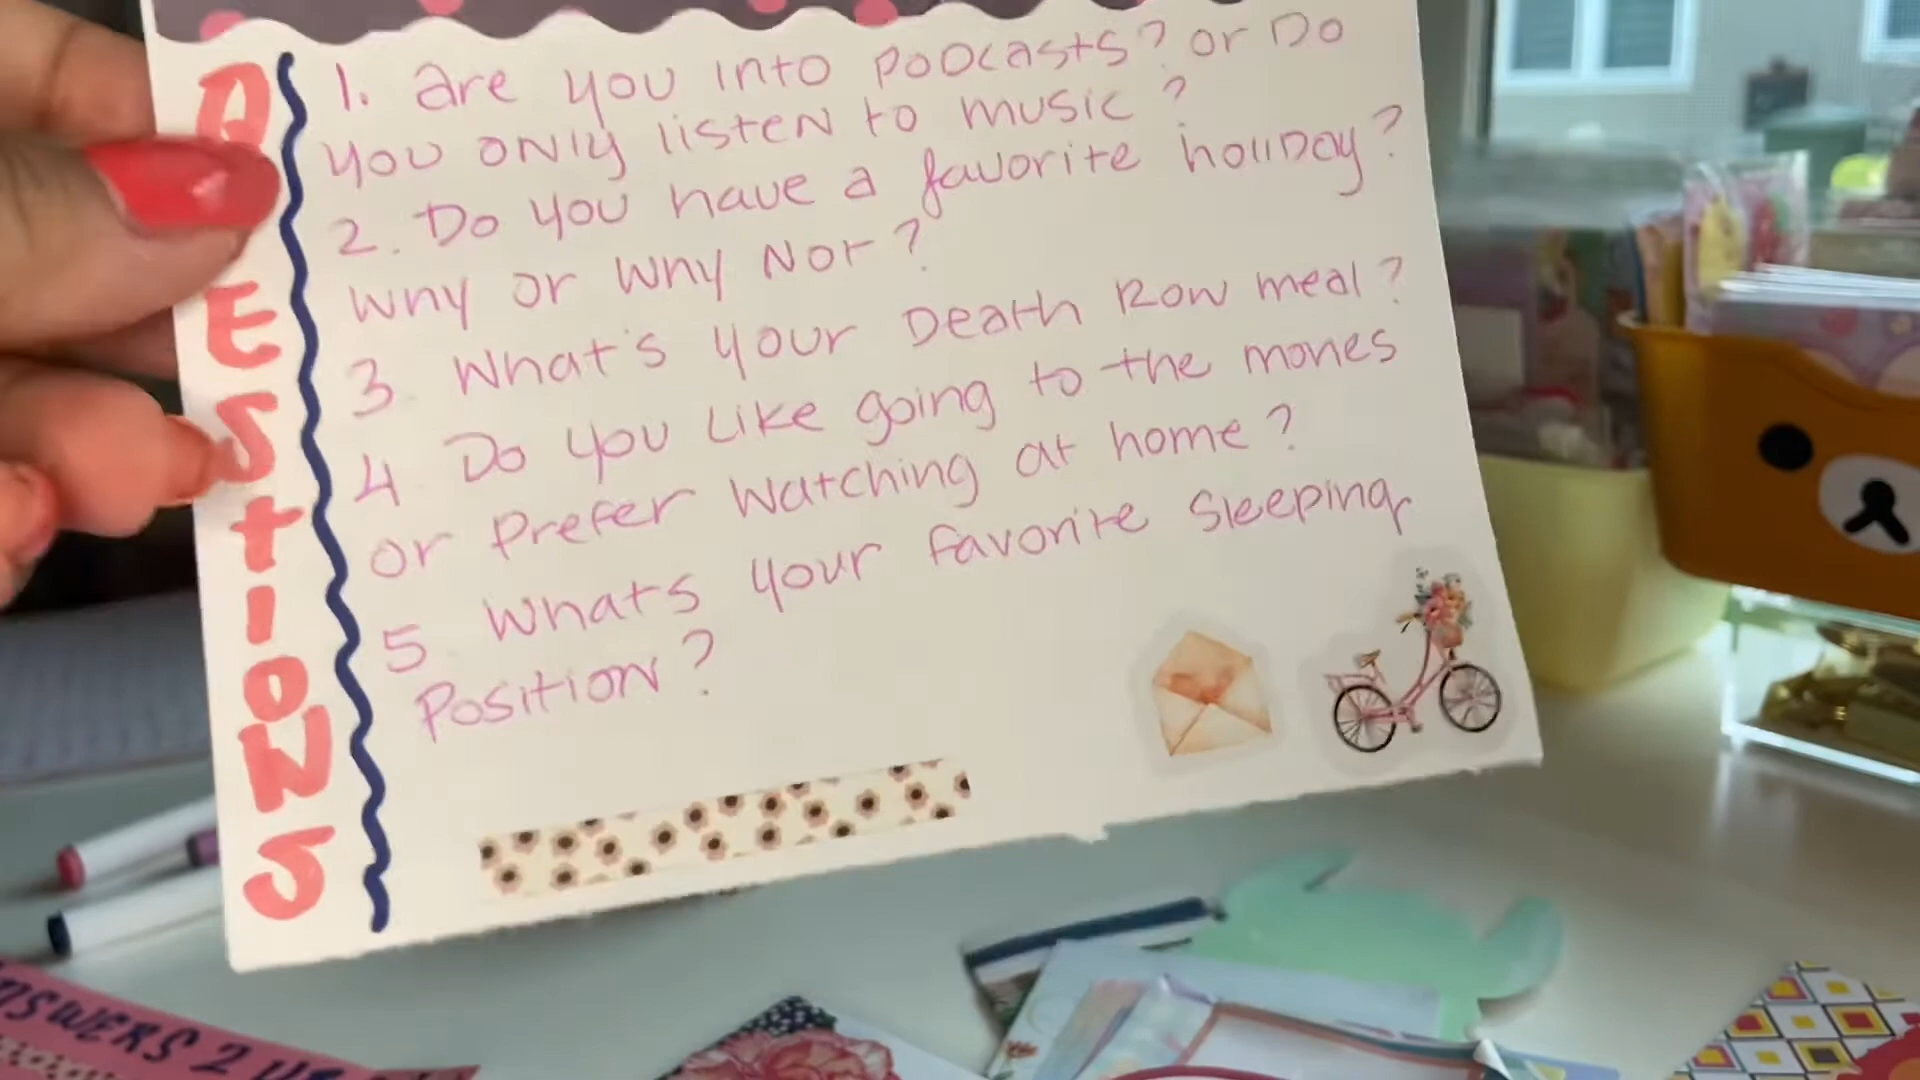 QUESTIONS
1. are you into PODcasts? or Do
you only listen to music?
2. Do you have a favorite holiday?
Why or Why Not?
3 What's your Death Row meal?
4 Do you Like going to the movies
or Prefer Watching at home?
5 Whats your favorite Sleeping
Position?
ANSWERS 2